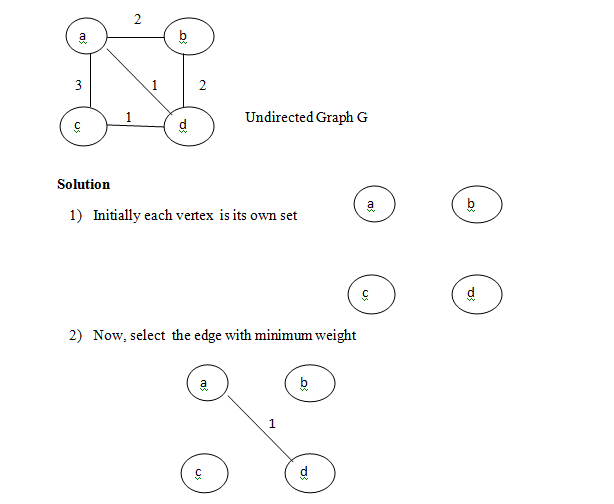 2
a b
3 1 2
1
c d
Undirected Graph G
Solution
1) Initially each vertex is its own set
a b
c d
2) Now, select the edge with minimum weight
a b
1
c d